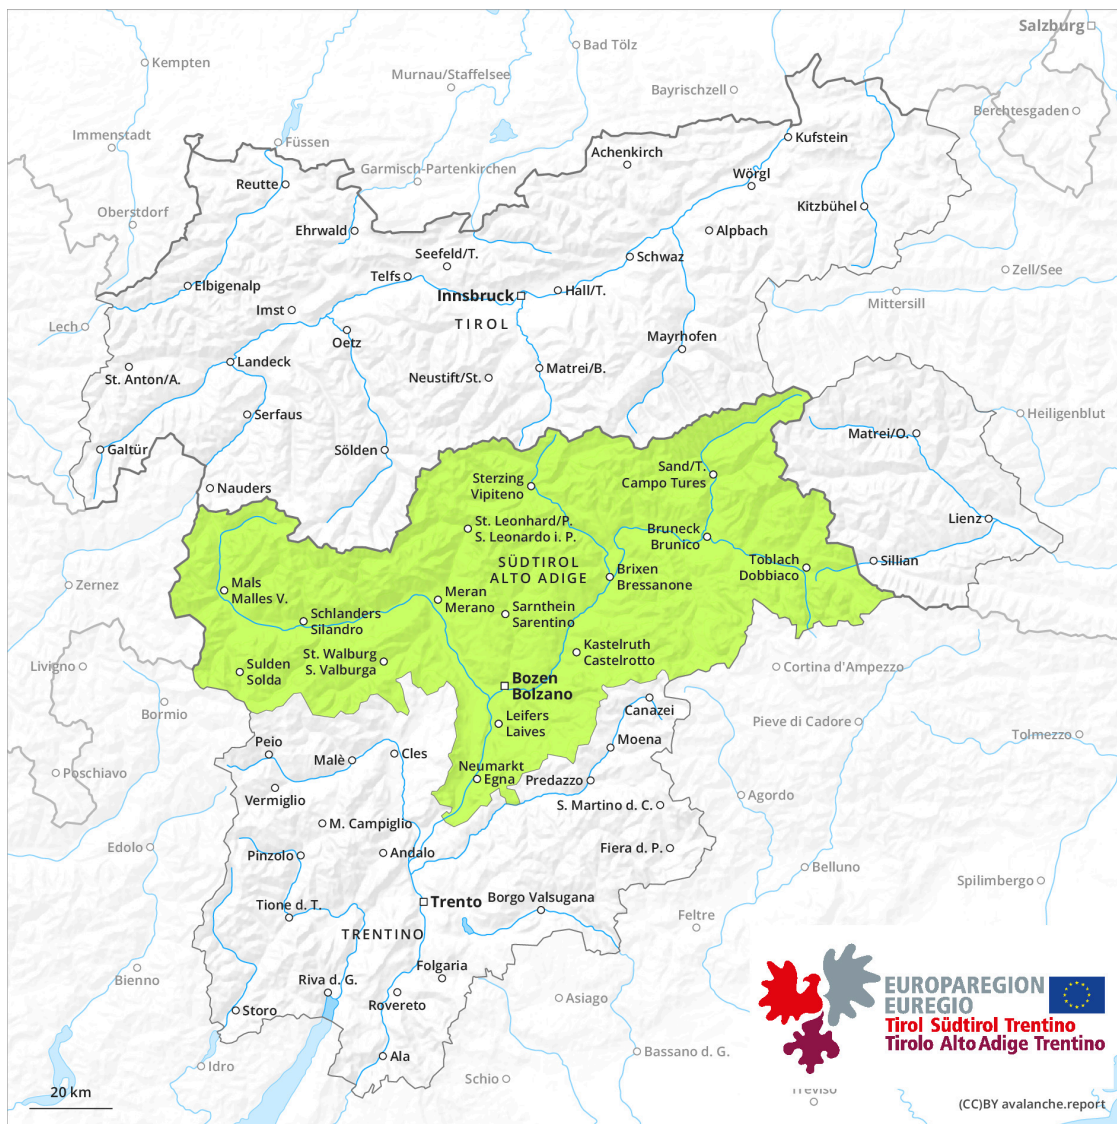 Salzburg
Bad Tölz
Kempten
Murnau/Staffelsee
Bayrischzell
Berchtesgaden
Immenstadt
Füssen
Kufstein
Achenkirch
Garmisch-Partenkirchen
Wörgl
Reutte
Oberstdorf
Kitzbühel
Ehrwald
Alpbach
Seefeld/T.
Schwaz
Zell/See
Telfs
Elbigenalp
Hall/T.
Innsbruck
Mittersill
Imst
TIROL
Lech
Oetz
Mayrhofen
Landeck
Matrei/B.
St. Anton/A.
Neustift/St.
Serfaus
Heiligenblut
Matrei/O.
Galtür
Sölden
Sand/T.
Campo Tures
Sterzing
Vipiteno
Nauders
Lienz
St. Leonhard/P.
S. Leonardo i. P.
Bruneck
Brunico
SÜDTIROL
ALTO ADIGE
Toblach
Dobbiaco
Sillian
Brixen
Bressanone
Zernez
Mals
Malles V.
Meran
Merano
Schlanders
Silandro
Sarnthein
Sarentino
Kastelruth
Castelrotto
St. Walburg
S. Valburga
Livigno
Sulden
Solda
Cortina d'Ampezzo
Bozen
Bolzano
Canazei
Bormio
Leifers
Laives
Pieve di Cadore
Tolmezzo
Peio
Moena
Malè
Cles
Neumarkt
Egna
Poschiavo
Predazzo
Vermiglio
Agordo
S. Martino d. C.
M. Campiglio
Edolo
Pinzolo
Andalo
Fiera d. P.
Belluno
Spilimbergo
Trento
Borgo Valsugana
Tione d. T.
Feltre
TRENTINO
Folgaria
Bienno
Riva d. G.
Rovereto
Asiago
Storo
EUROPAREGION
EUREGIO
Tirol Südtirol Trentino
Tirolo Alto Adige Trentino
Ala
Bassano d. G.
Idro
Schio
Treviso
20 km
(CC)BY avalanche.report